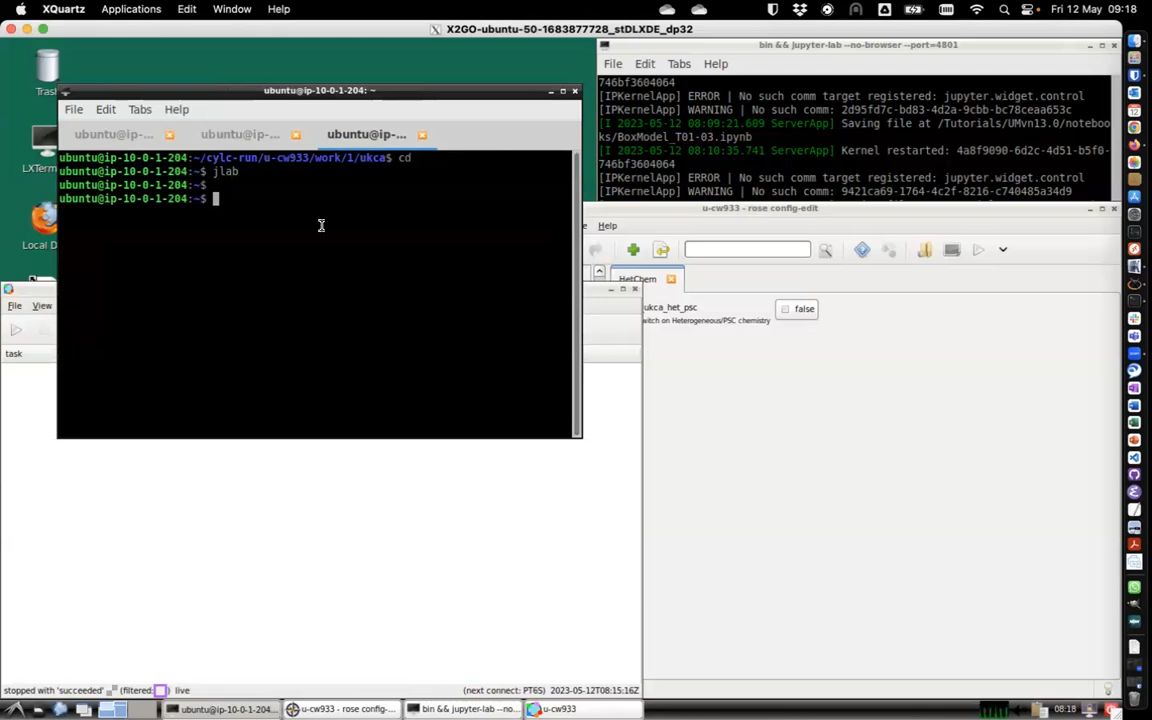 XQuartz Applications Edit Window Help
Fri 12 May 09:18
X2GO-ubuntu-50-1683877728_stDLXDE_dp32
Tras
LXTerm
Local D
ubuntu@ip-10-0-1-204: ~
File Edit Tabs Help
ubuntu@ip-... ubuntu@ip-... ubuntu@ip-...
ubuntu@ip-10-0-1-204:~/cylc-run/u-cw933/work/1/ukca$ cd
ubuntu@ip-10-0-1-204:~$ jlab
ubuntu@ip-10-0-1-204:~$
ubuntu@ip-10-0-1-204:~$
bin && jupyter-lab --no-browser --port=4801
File Edit Tabs Help
746bf3604064
[IPKernelApp] ERROR | No such comm target registered: jupyter.widget.control
[IPKernelApp] WARNING | No such comm: 2d95fd7c-bd83-4d2a-9cbb-bc78ceaa653c
[I 2023-05-12 08:09:21.609 ServerApp] Saving file at /Tutorials/UMvn13.0/notebo
ks/BoxModel_T01-03.ipynb
[I 2023-05-12 08:10:35.741 ServerApp] Kernel restarted: 4a8f9090-6d2c-4d51-b5f0-
746bf3604064
[IPKernelApp] ERROR | No such comm target registered: jupyter.widget.control
[IPKernelApp] WARNING | No such comm: 9421ca69-1764-4c2f-8216-c740485a34d9
u-cw933 - rose config-edit
e Help
HetChem
ukca_het_psc
false
witch on Heterogeneous/PSC chemistry
File View
task
stopped with 'succeeded' (filtered: ) live
(next connect: PT6S) 2023-05-12T08:15:16Z
ubuntu@ip-10-0-1-204...
u-cw933 - rose config-...
bin && jupyter-lab --no...
u-cw933
08:18